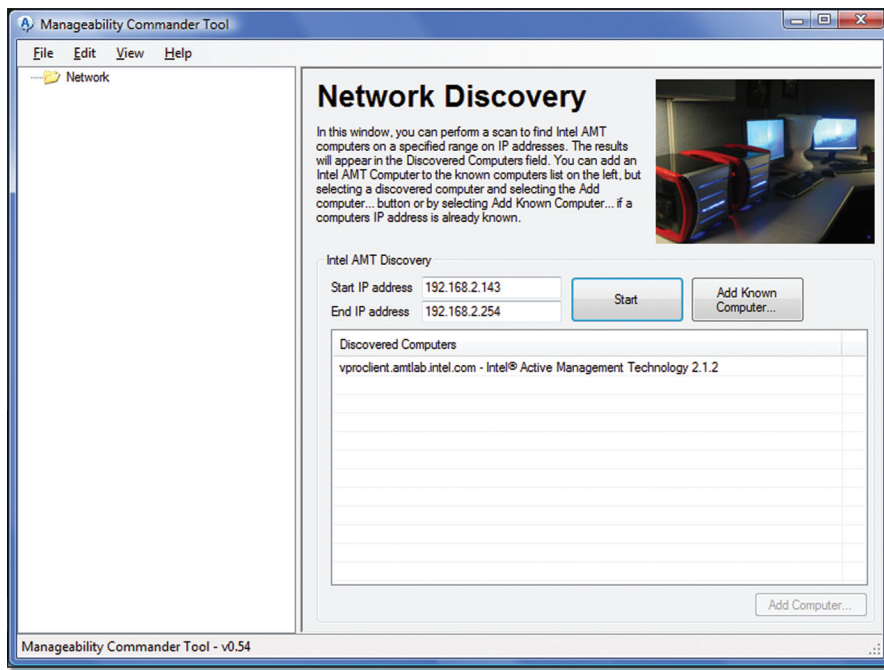 Manageability Commander Tool
File Edit View Help
Network
Network Discovery
In this window, you can perform a scan to find Intel AMT
computers on a specified range on IP addresses. The results
will appear in the Discovered Computers field. You can add an
Intel AMT Computer to the known computers list on the left, but
selecting a discovered computer and selecting the Add
computer... button or by selecting Add Known Computer... if a
computers IP address is already known.
Intel AMT Discovery
Start IP address 192.168.2.143
End IP address 192.168.2.254
Start
Add Known
Computer...
Discovered Computers
vproclient.amtlab.intel.com - Intel® Active Management Technology 2.1.2
Add Computer...
Manageability Commander Tool - v0.54